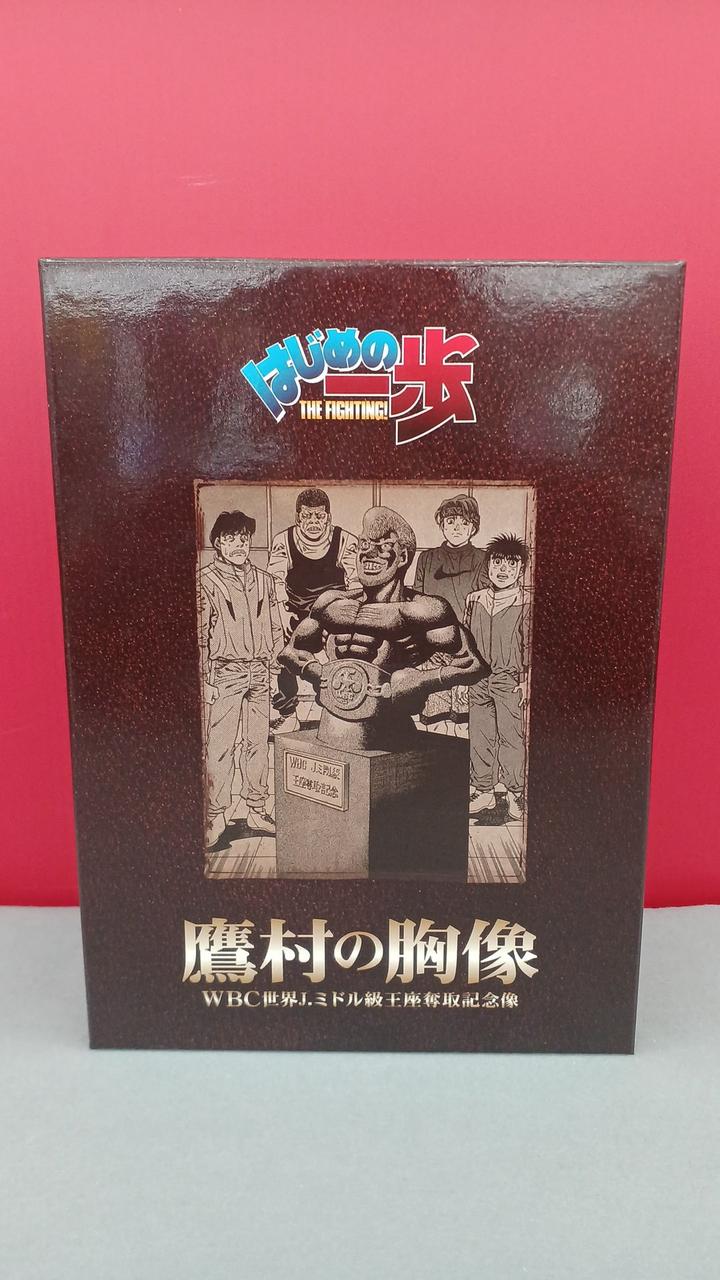 はじめの一歩
THE FIGHTING!
WBC J.ミドル級
王座奪取記念
鷹村の胸像
WBC世界J.ミドル級王座奪取記念像